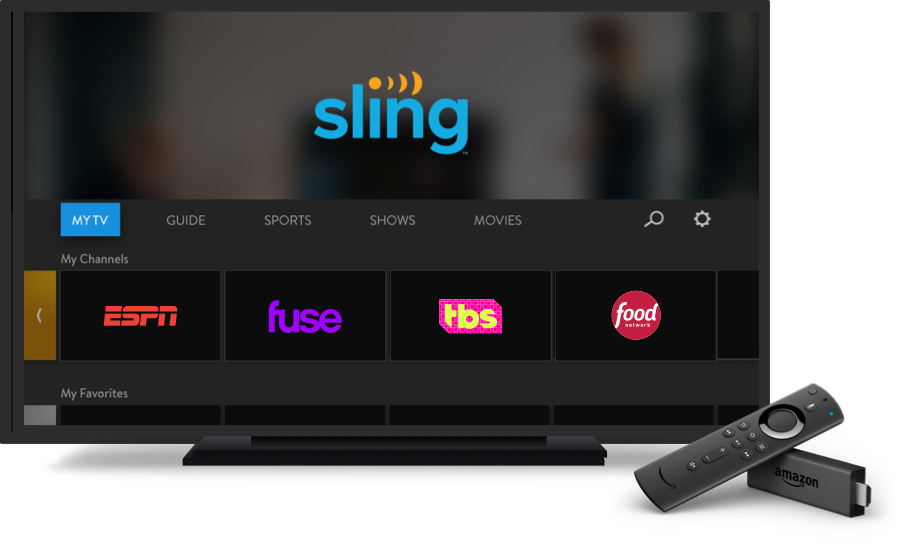 sling
MY TV GUIDE SPORTS SHOWS MOVIES
My Channels
ESPN fuse tbs food network
My Favorites
amazon